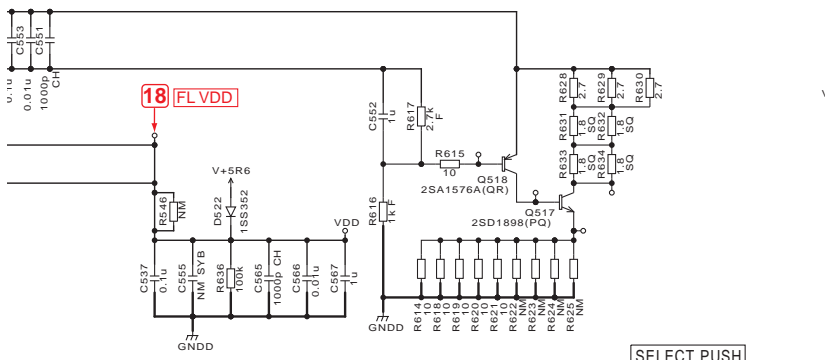 C553
0.1u
C551
0.01u
1000p
CH
18 FL VDD
C552
1u
R617
2.7k
F
R628
2.7
R629
2.7
R630
2.7
R631
1.8
SQ
R632
1.8
SQ
R633
1.8
SQ
R634
1.8
SQ
R615
10
Q518
2SA1576A(QR)
Q517
2SD1898(PQ)
R616
1k F
V+5R6
D522
1SS352
R546
NM
VDD
C537
0.1u
C555
NM SYB
R636
100k
C565
1000p CH
C566
0.01u
C567
1u
GNDD
GNDD
R614
10
R618
10
R619
10
R620
10
R621
10
R622
NM
R623
NM
R624
NM
R625
NM
SELECT PUSH